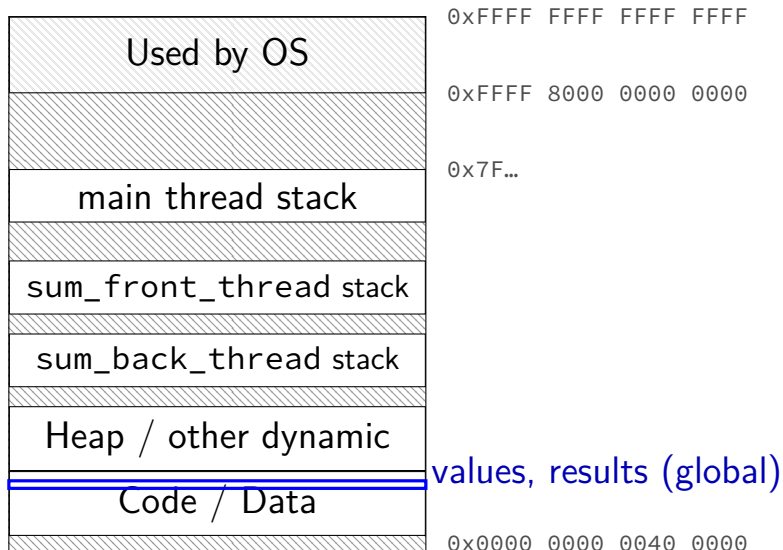 0xFFFF FFFF FFFF FFFF
Used by OS
0xFFFF 8000 0000 0000
0x7F…
main thread stack
sum_front_thread stack
sum_back_thread stack
Heap / other dynamic
values, results (global)
Code / Data
0x0000 0000 0040 0000